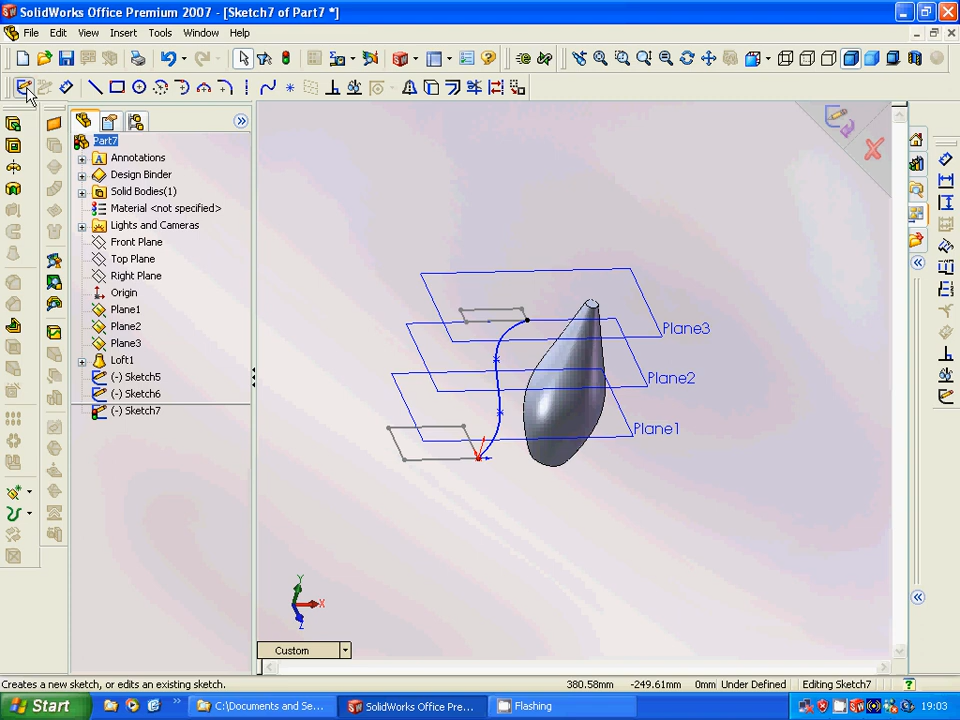 SolidWorks Office Premium 2007 - [Sketch7 of Part7 *]
File Edit View Insert Tools Window Help
Part7
Annotations
Design Binder
Solid Bodies(1)
Material <not specified>
Lights and Cameras
Front Plane
Top Plane
Right Plane
Origin
Plane1
Plane2
Plane3
Loft1
(-) Sketch5
(-) Sketch6
(-) Sketch7
Plane3
Plane2
Plane1
Y
X
Z
Custom
Creates a new sketch, or edits an existing sketch. 380.58mm -249.61mm 0mm Under Defined Editing Sketch7
Start C:\Documents and Se... SolidWorks Office Pre... Flashing 19:03